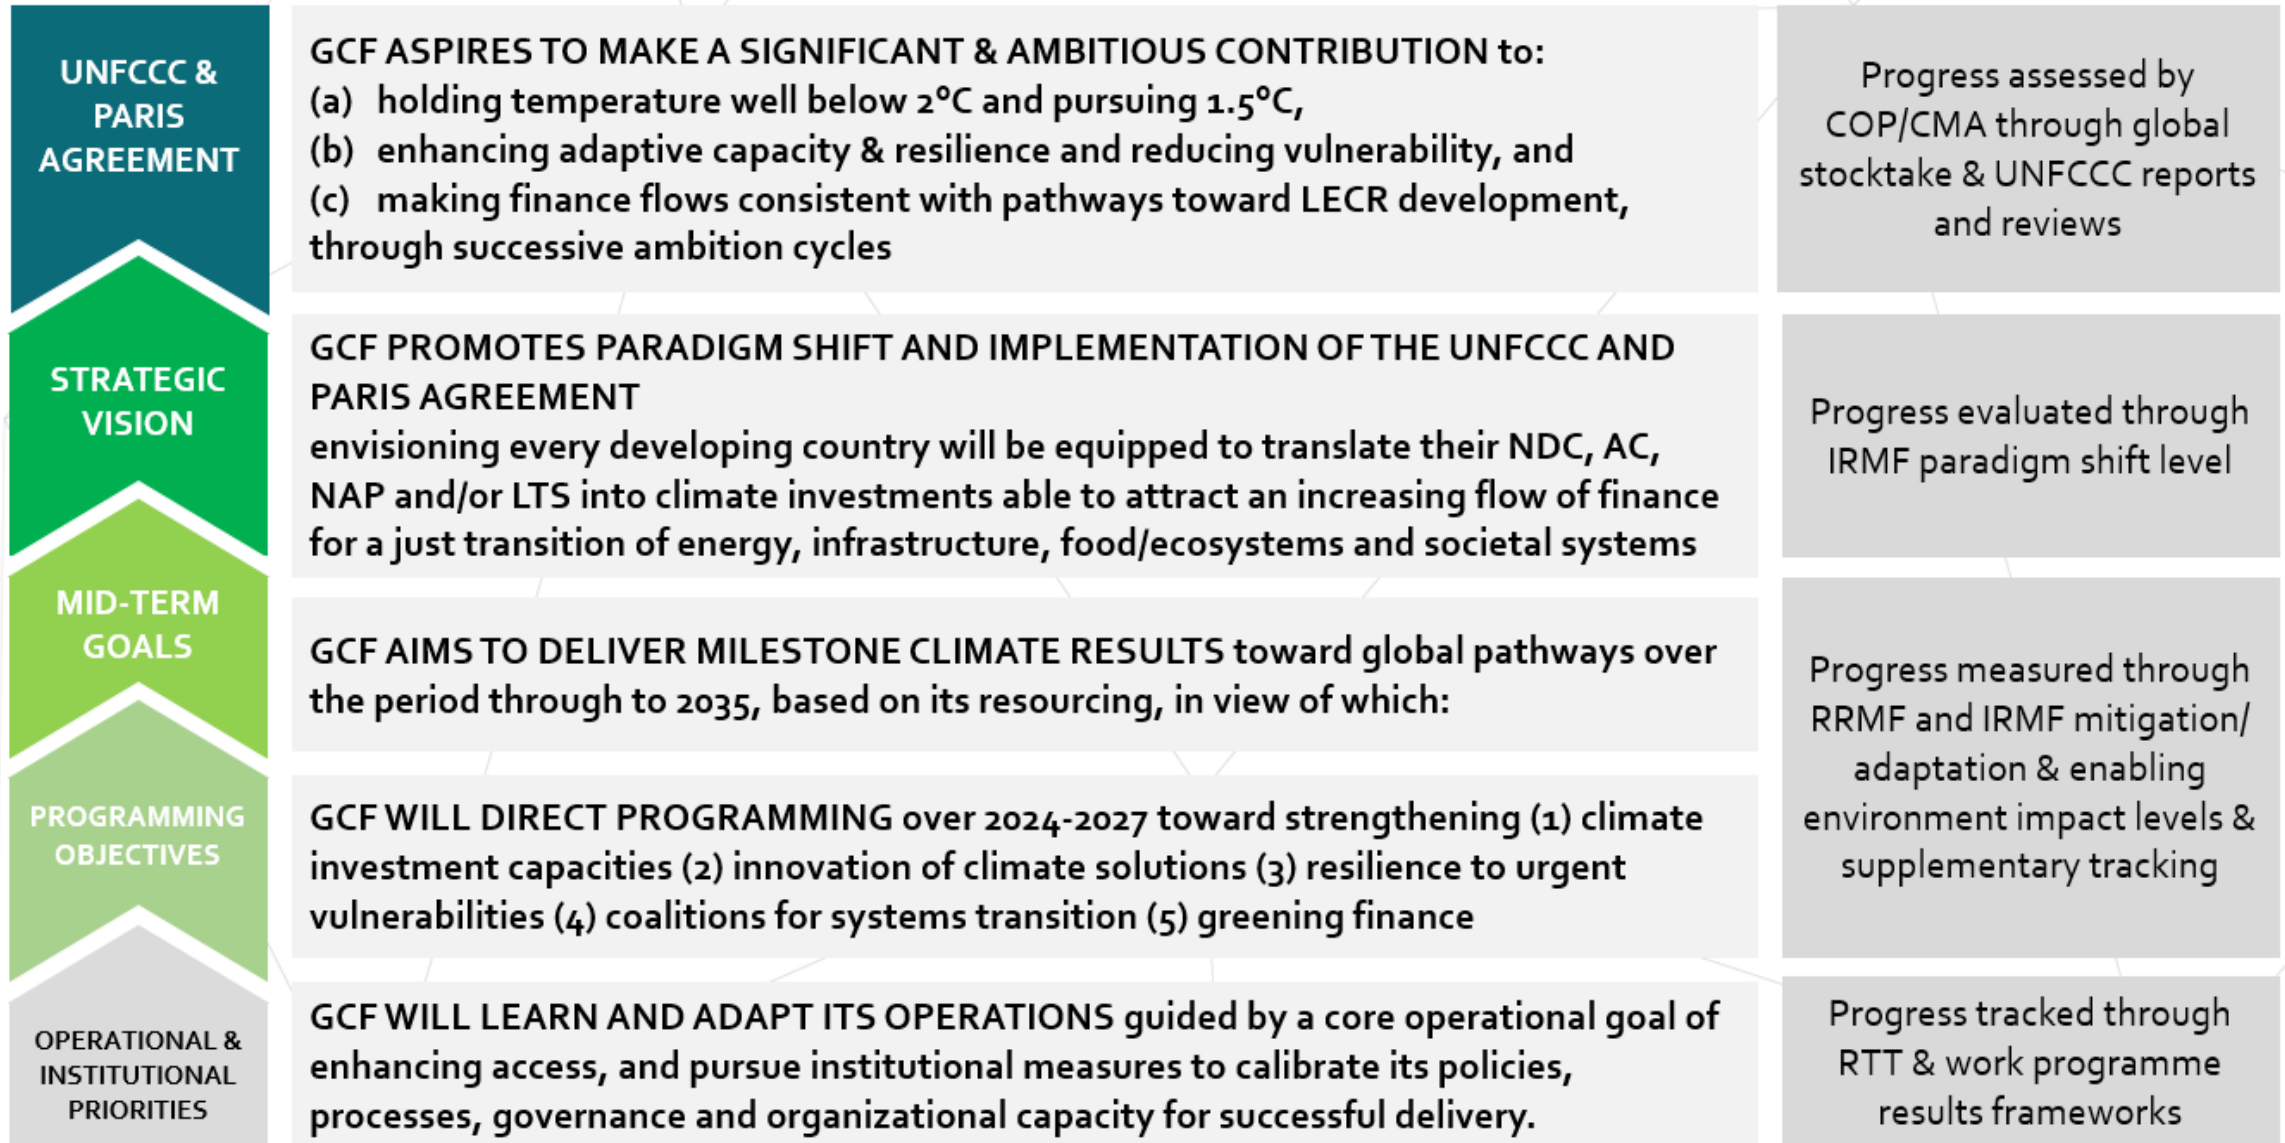 UNFCCC &
PARIS
AGREEMENT
GCF ASPIRES TO MAKE A SIGNIFICANT & AMBITIOUS CONTRIBUTION to:
(a) holding temperature well below 2°C and pursuing 1.5°C,
(b) enhancing adaptive capacity & resilience and reducing vulnerability, and
(c) making finance flows consistent with pathways toward LECR development,
through successive ambition cycles
Progress assessed by
COP/CMA through global
stocktake & UNFCCC reports
and reviews
STRATEGIC
VISION
GCF PROMOTES PARADIGM SHIFT AND IMPLEMENTATION OF THE UNFCCC AND
PARIS AGREEMENT
envisioning every developing country will be equipped to translate their NDC, AC,
NAP and/or LTS into climate investments able to attract an increasing flow of finance
for a just transition of energy, infrastructure, food/ecosystems and societal systems
Progress evaluated through
IRMF paradigm shift level
MID-TERM
GOALS
GCF AIMS TO DELIVER MILESTONE CLIMATE RESULTS toward global pathways over
the period through to 2035, based on its resourcing, in view of which:
Progress measured through
RRMF and IRMF mitigation/
adaptation & enabling
environment impact levels &
supplementary tracking
PROGRAMMING
OBJECTIVES
GCF WILL DIRECT PROGRAMMING over 2024-2027 toward strengthening (1) climate
investment capacities (2) innovation of climate solutions (3) resilience to urgent
vulnerabilities (4) coalitions for systems transition (5) greening finance
OPERATIONAL &
INSTITUTIONAL
PRIORITIES
GCF WILL LEARN AND ADAPT ITS OPERATIONS guided by a core operational goal of
enhancing access, and pursue institutional measures to calibrate its policies,
processes, governance and organizational capacity for successful delivery.
Progress tracked through
RTT & work programme
results frameworks